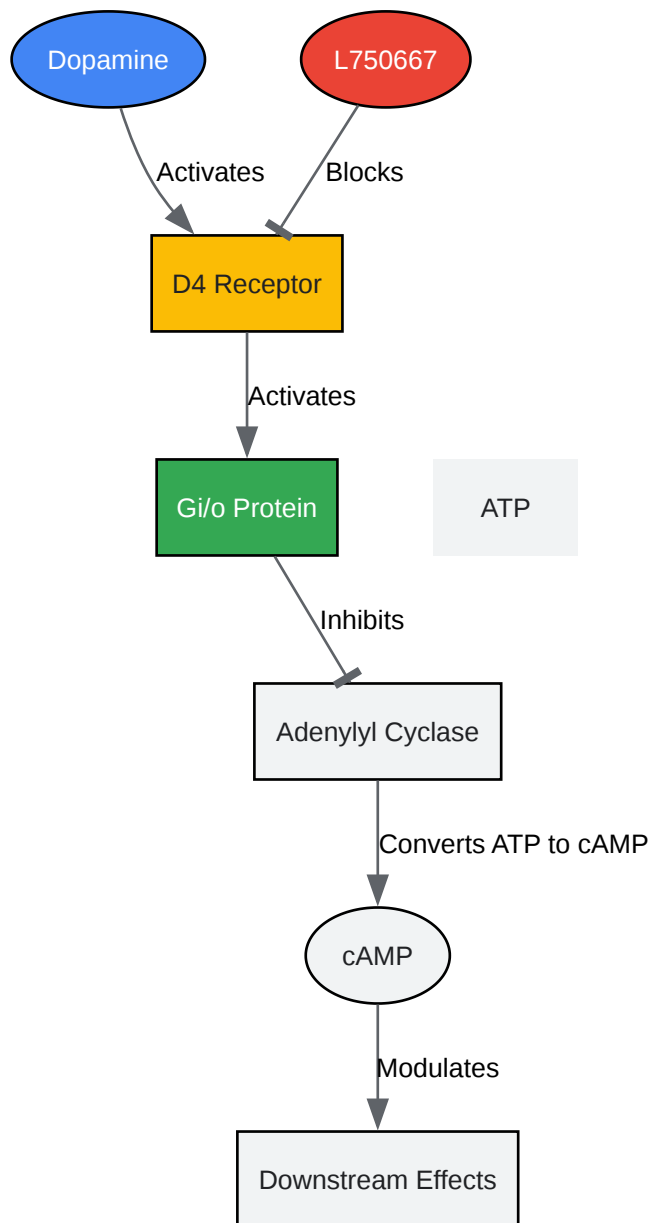 Dopamine
L750667
Activates
Blocks
D4 Receptor
Activates
Gi/o Protein
ATP
Inhibits
Adenylyl Cyclase
Converts ATP to cAMP
cAMP
Modulates
Downstream Effects